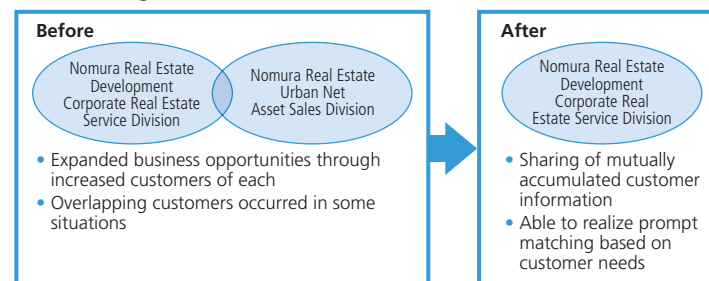 Before
Nomura Real Estate
Development
Corporate Real Estate
Service Division
Nomura Real Estate
Urban Net
Asset Sales Division
• Expanded business opportunities through
increased customers of each
• Overlapping customers occurred in some
situations
After
Nomura Real Estate
Development
Corporate Real
Estate Service Division
• Sharing of mutually
accumulated customer
information
• Able to realize prompt
matching based on
customer needs